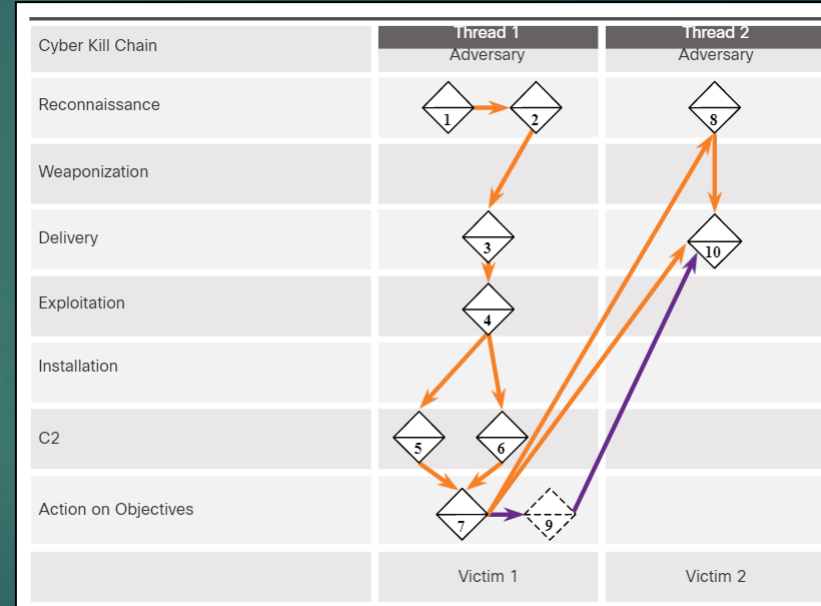 Cyber Kill Chain
Thread 1
Thread 2
Adversary
Adversary
Reconnaissance
1
2
8
Weaponization
Delivery
3
10
Exploitation
4
Installation
C2
5
6
Action on Objectives
7
9
Victim 1
Victim 2